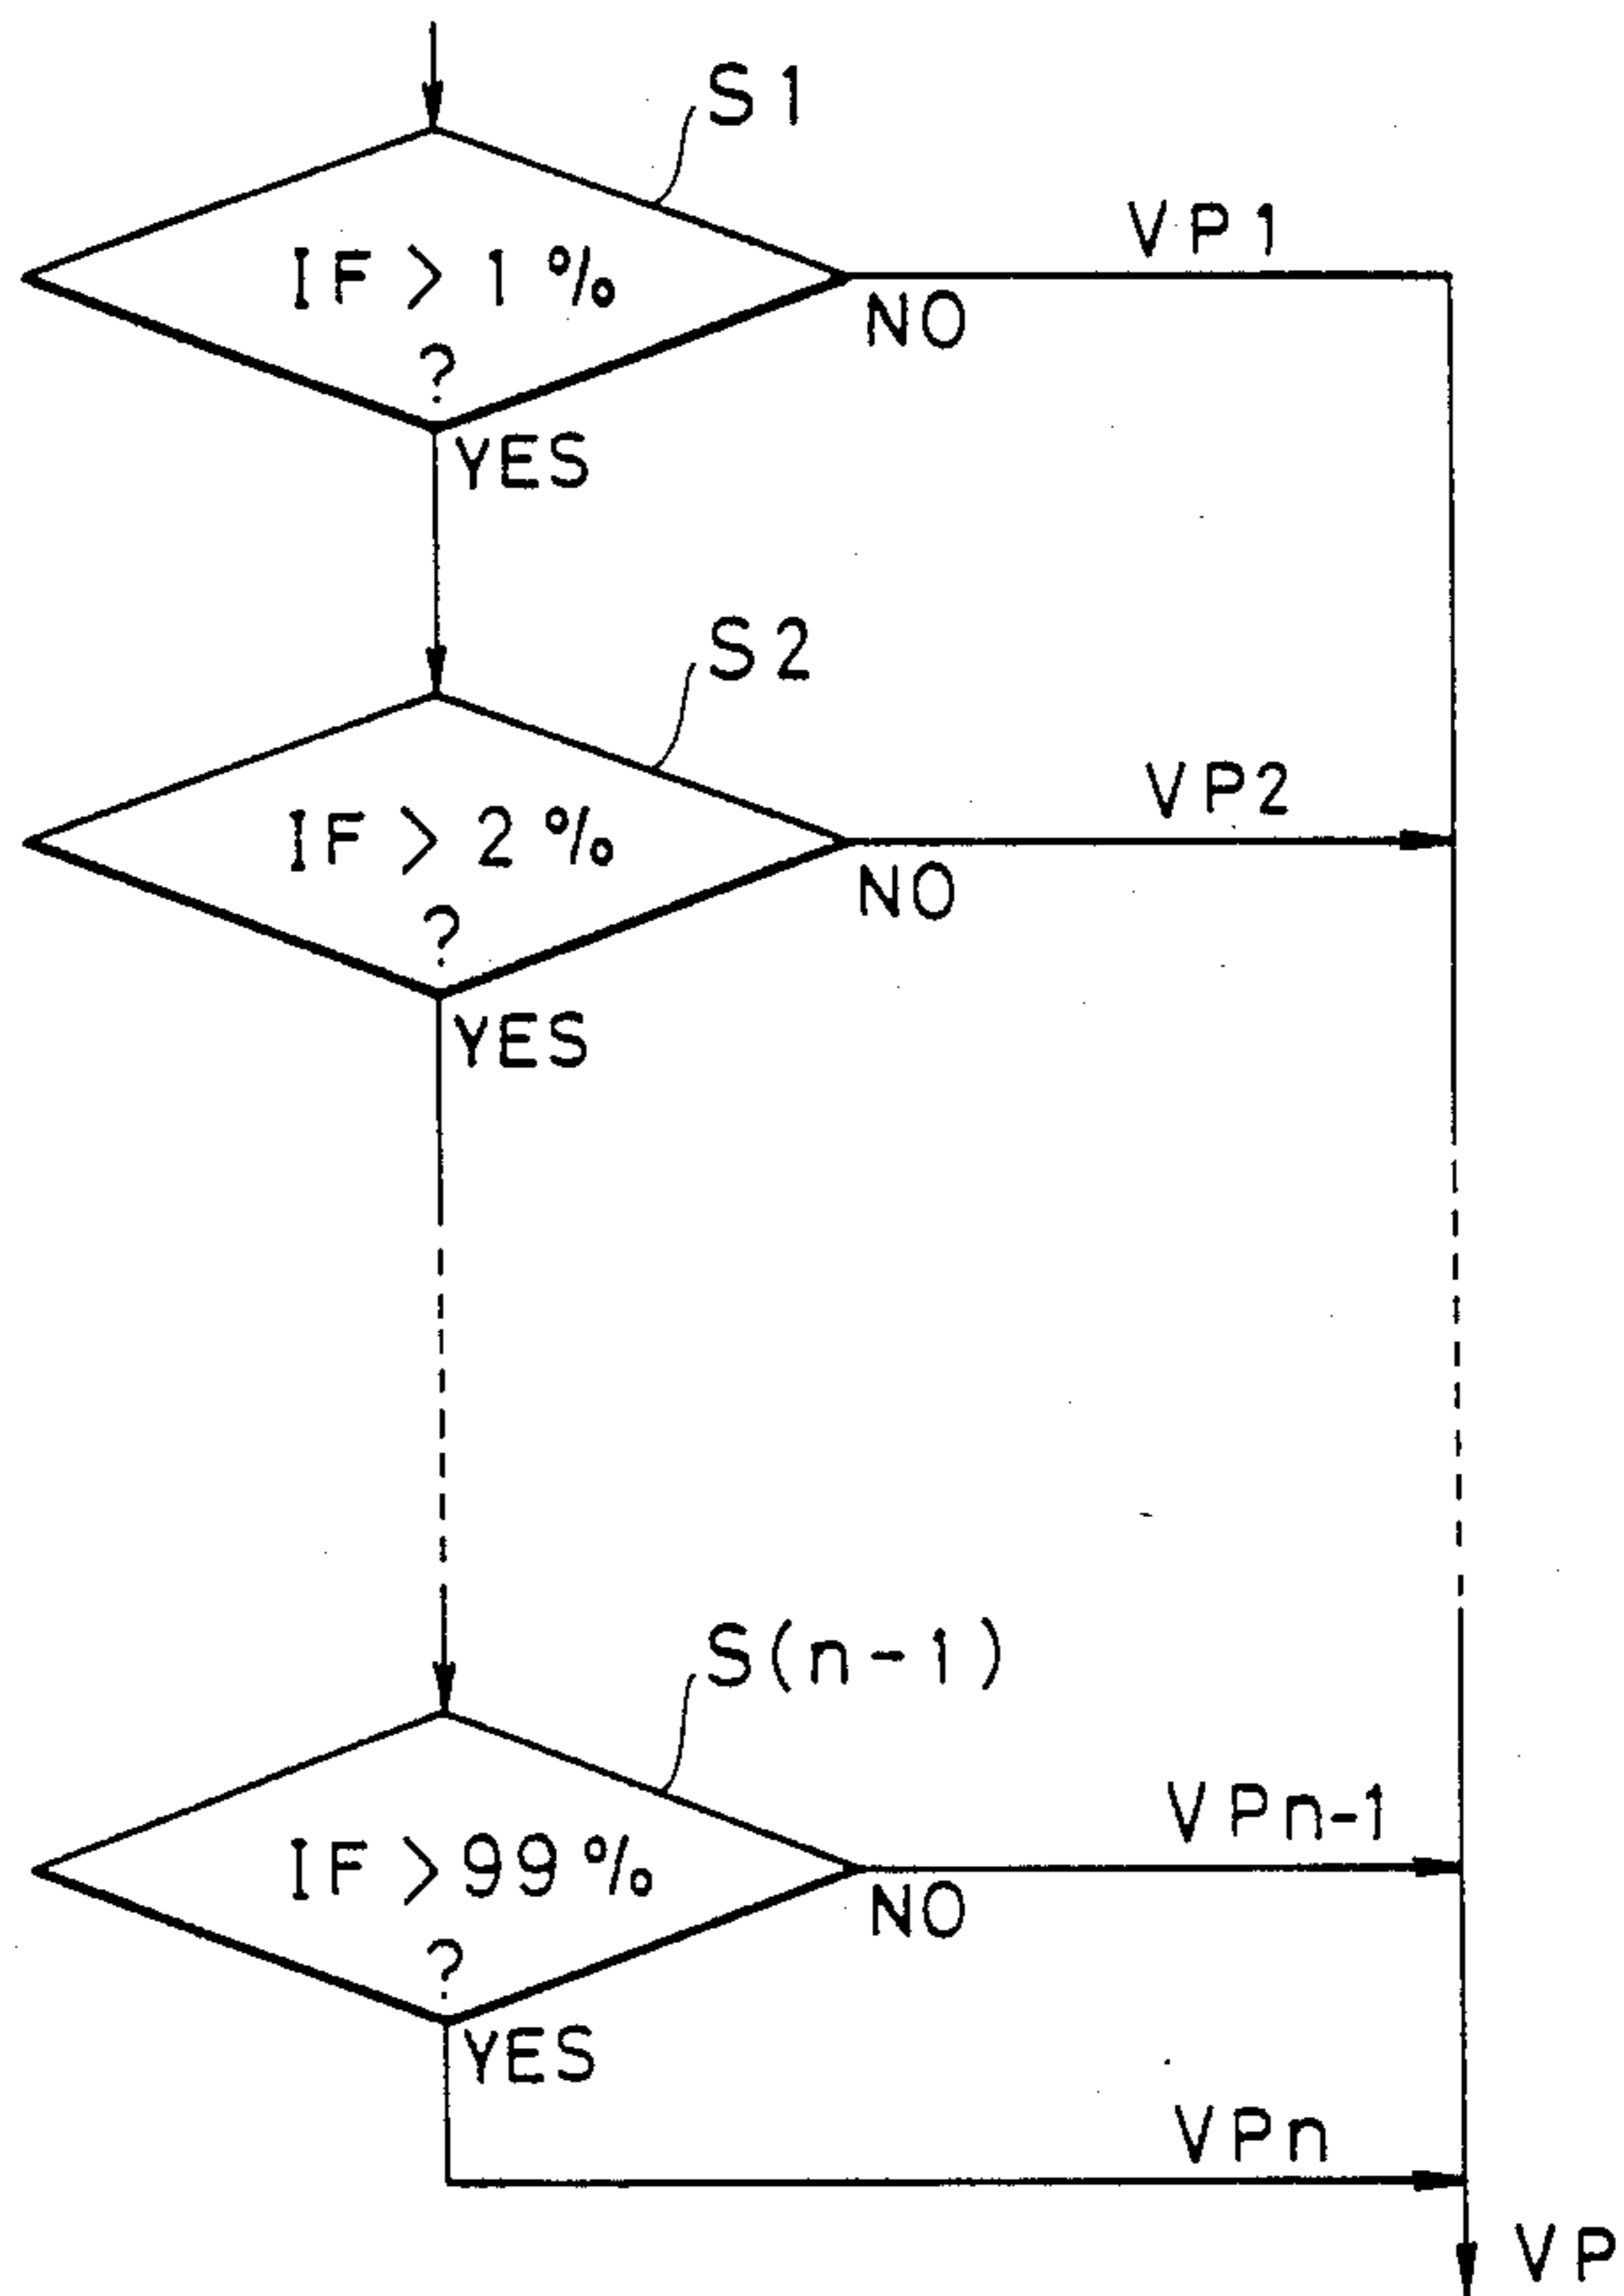 S1
IF > 1 %
?
VP1
NO
YES
S2
IF > 2 %
?
VP2
NO
YES
S(n-1)
IF > 99 %
?
VPn-1
NO
YES
VPn
VP